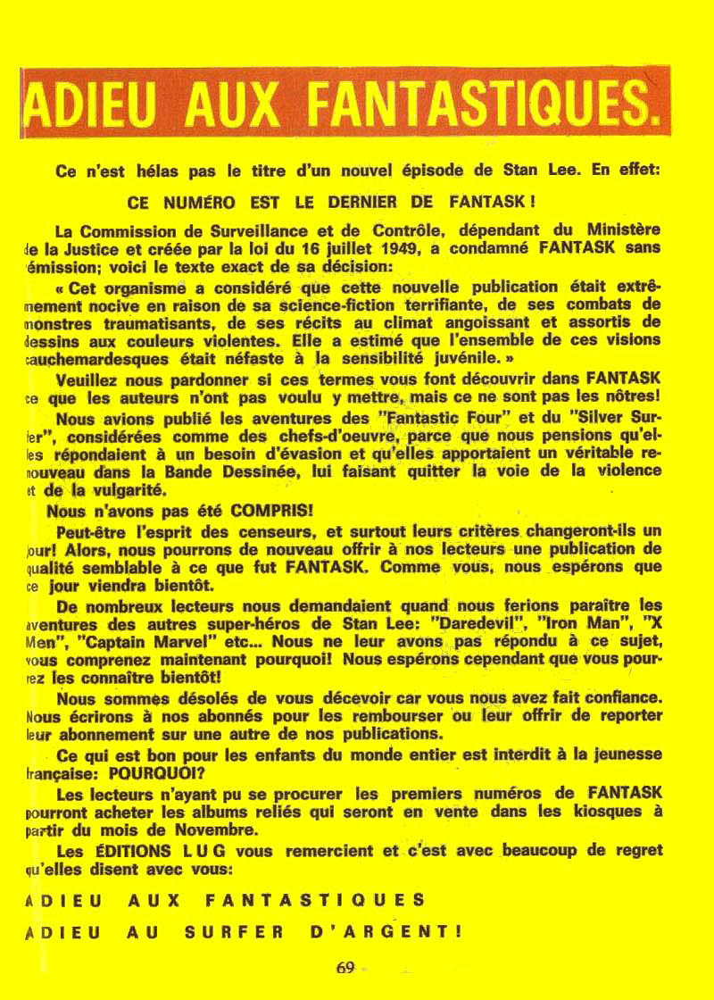 ADIEU AUX FANTASTIQUES.
Ce n'est hélas pas le titre d'un nouvel épisode de Stan Lee. En effet:
CE NUMÉRO EST LE DERNIER DE FANTASK !
La Commission de Surveillance et de Contrôle, dépendant du Ministère
de la Justice et créée par la loi du 16 juillet 1949, a condamné FANTASK sans
émission; voici le texte exact de sa décision:
« Cet organisme a considéré que cette nouvelle publication était extrê-
mement nocive en raison de sa science-fiction terrifiante, de ses combats de
monstres traumatisants, de ses récits au climat angoissant et assortis de
dessins aux couleurs violentes. Elle a estimé que l'ensemble de ces visions
cauchemardesques était néfaste à la sensibilité juvénile. »
Veuillez nous pardonner si ces termes vous font découvrir dans FANTASK
ce que les auteurs n'ont pas voulu y mettre, mais ce ne sont pas les nôtres!
Nous avions publié les aventures des "Fantastic Four" et du "Silver Sur-
fer", considérées comme des chefs-d'oeuvre, parce que nous pensions qu'el-
les répondaient à un besoin d'évasion et qu'elles apportaient un véritable re-
nouveau dans la Bande Dessinée, lui faisant quitter la voie de la violence
et de la vulgarité.
Nous n'avons pas été COMPRIS!
Peut-être l'esprit des censeurs, et surtout leurs critères changeront-ils un
jour! Alors, nous pourrons de nouveau offrir à nos lecteurs une publication de
qualité semblable à ce que fut FANTASK. Comme vous, nous espérons que
ce jour viendra bientôt.
De nombreux lecteurs nous demandaient quand nous ferions paraître les
aventures des autres super-héros de Stan Lee: "Daredevil", "Iron Man", "X
Men", "Captain Marvel" etc... Nous ne leur avons pas répondu à ce sujet,
vous comprenez maintenant pourquoi! Nous espérons cependant que vous pour-
rez les connaître bientôt!
Nous sommes désolés de vous décevoir car vous nous avez fait confiance.
Nous écrirons à nos abonnés pour les rembourser ou leur offrir de reporter
leur abonnement sur une autre de nos publications.
Ce qui est bon pour les enfants du monde entier est interdit à la jeunesse
française: POURQUOI?
Les lecteurs n'ayant pu se procurer les premiers numéros de FANTASK
pourront acheter les albums reliés qui seront en vente dans les kiosques à
partir du mois de Novembre.
Les ÉDITIONS LUG vous remercient et c'est avec beaucoup de regret
qu'elles disent avec vous:
ADIEU AUX FANTASTIQUES
ADIEU AU SURFER D'ARGENT!
69